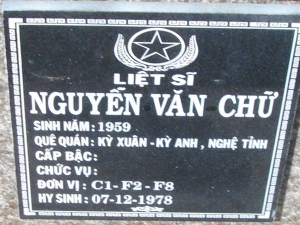 LIỆT SĨ
NGUYỄN VĂN CHỮ
SINH NĂM : 1959
QUÊ QUÁN: KỲ XUÂN - KỲ ANH , NGHỆ TỈNH
CẤP BẬC:
CHỨC VỤ :
ĐƠN VỊ : C1 - F2 - F8
HY SINH : 07-12-1978